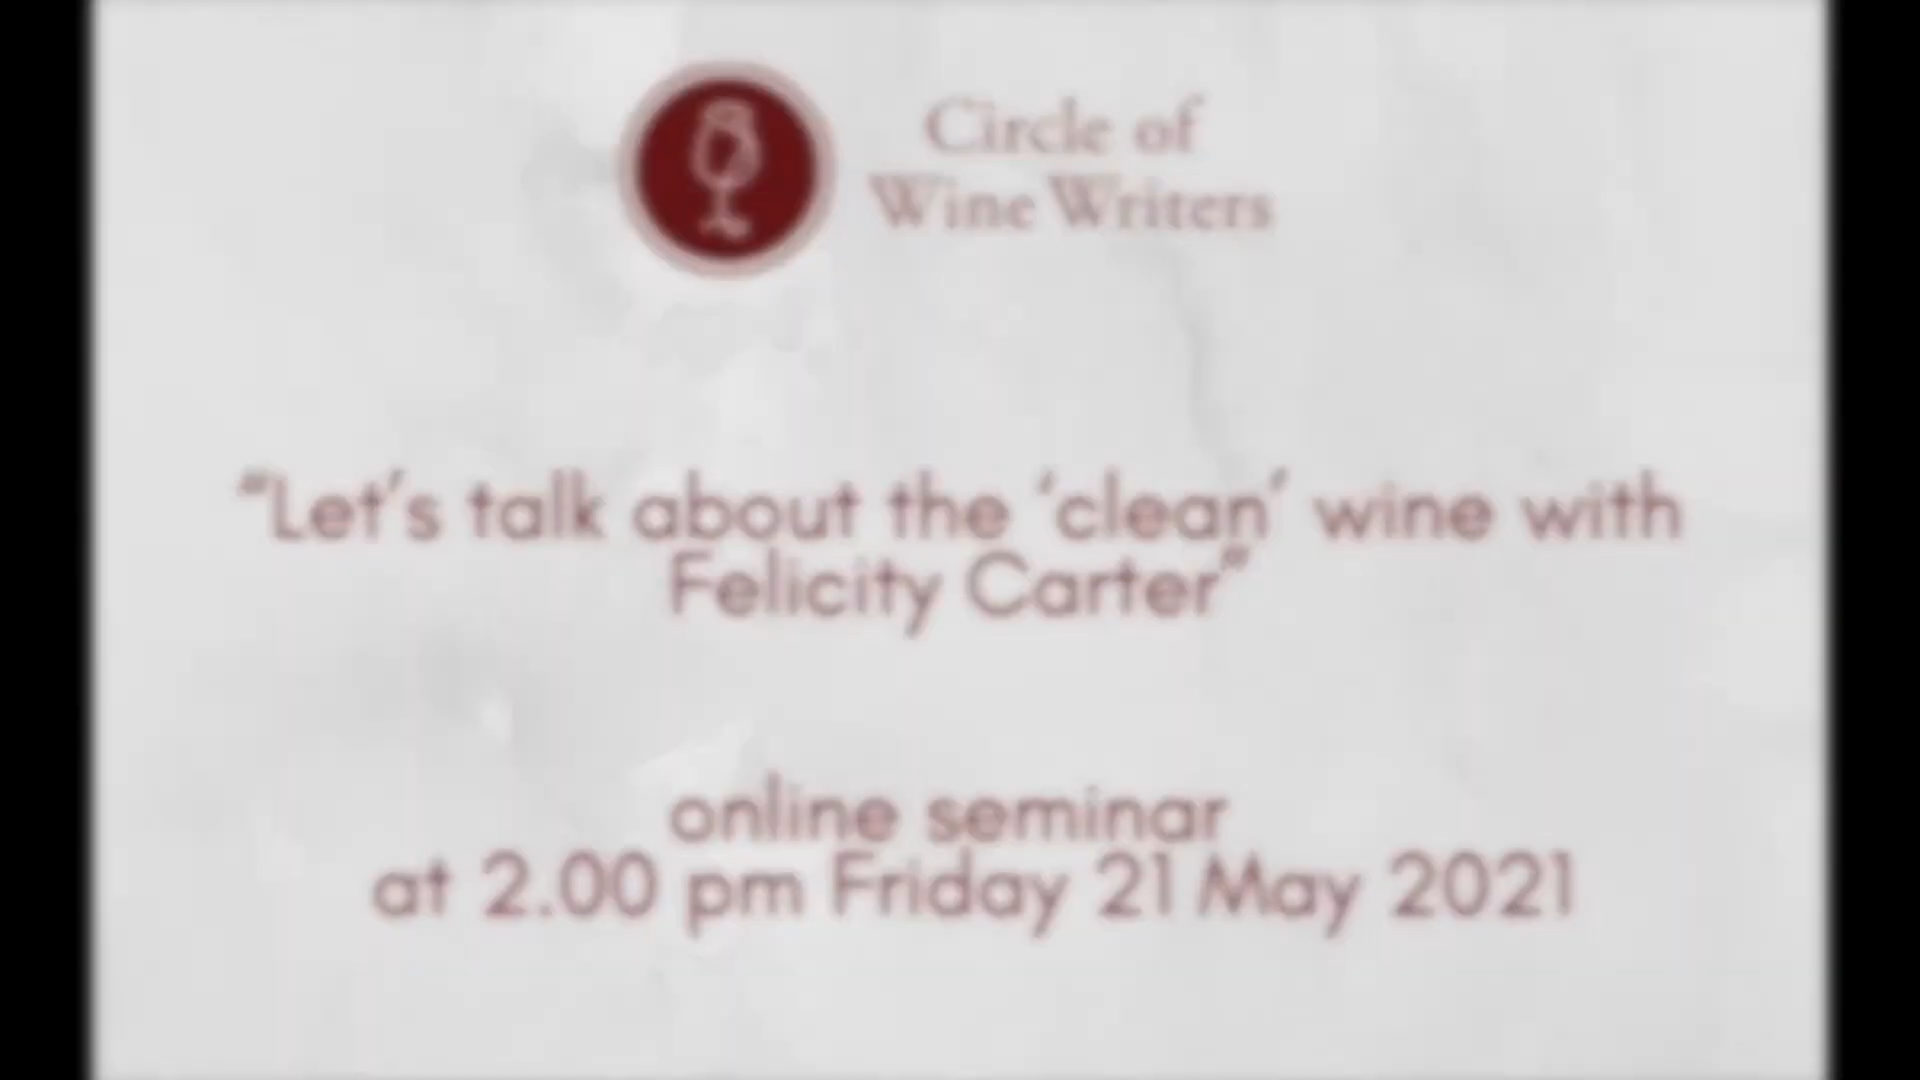 Circle of
Wine Writers
“Let’s talk about the ‘clean’ wine with
Felicity Carter”
online seminar
at 2.00 pm Friday 21 May 2021